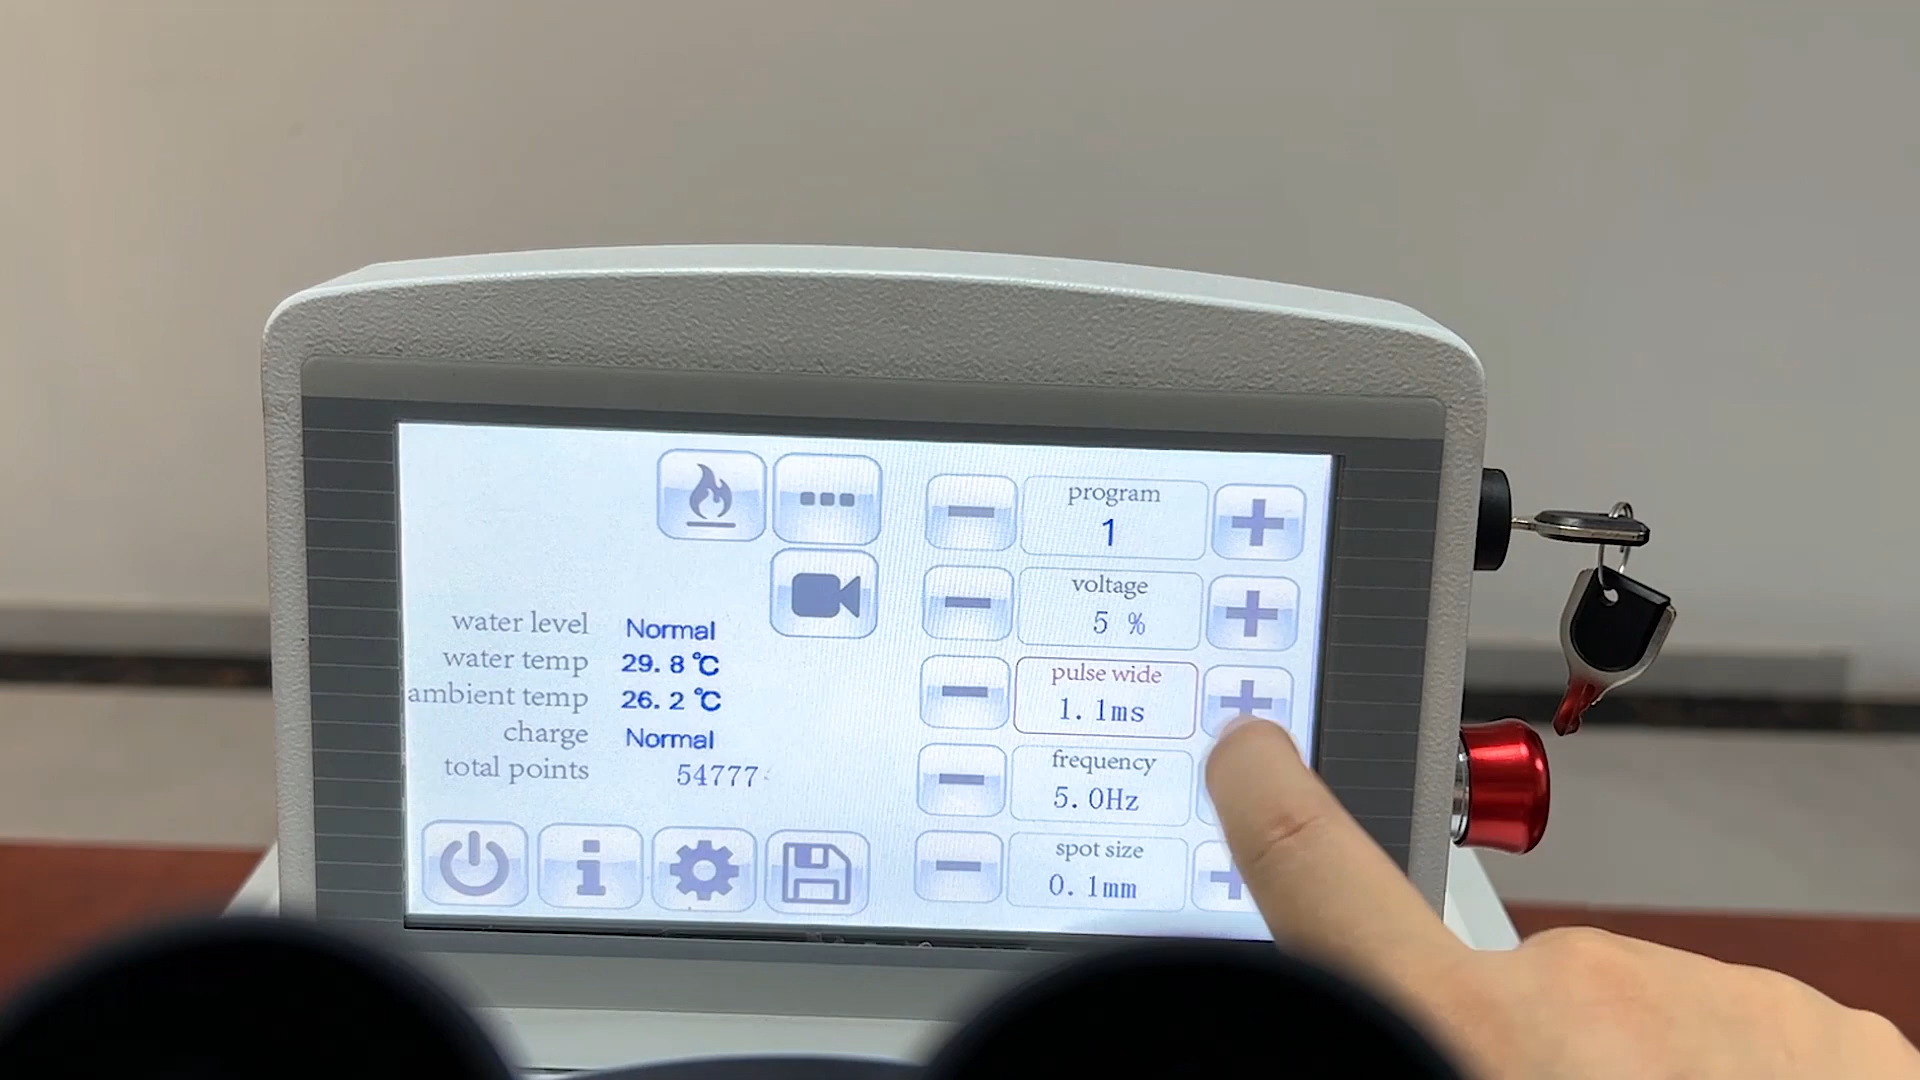 water level Normal
water temp 29.8℃
ambient temp 26.2℃
charge Normal
total points 54777
program
1
voltage
5 %
pulse wide
1.1ms
frequency
5.0Hz
spot size
0.1mm